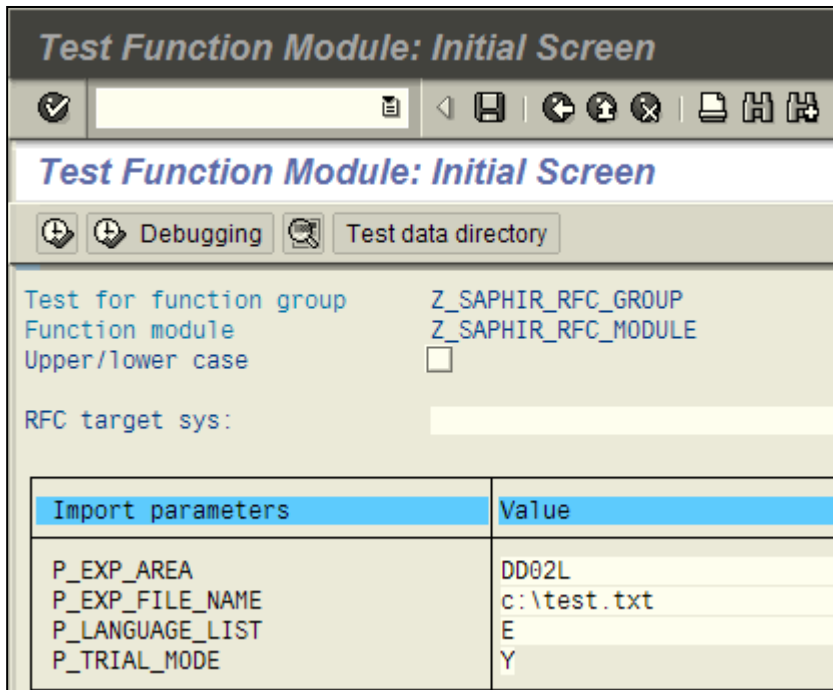 Test Function Module: Initial Screen
Test Function Module: Initial Screen
Debugging Test data directory
Test for function group Z_SAPHIR_RFC_GROUP
Function module Z_SAPHIR_RFC_MODULE
Upper/lower case
RFC target sys:
Import parameters Value
P_EXP_AREA DD02L
P_EXP_FILE_NAME c:\test.txt
P_LANGUAGE_LIST E
P_TRIAL_MODE Y